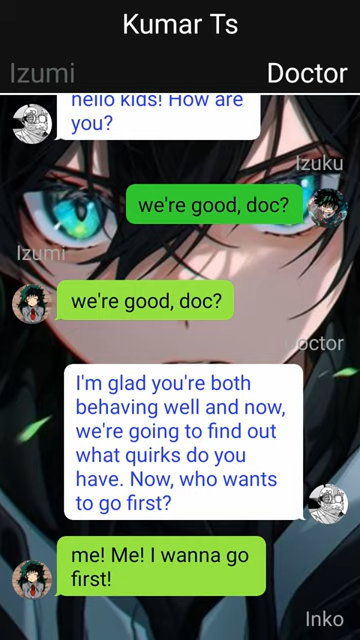 Kumar Ts
Izumi
Doctor
hello kids! How are
you?
Izuku
we're good, doc?
Izumi
we're good, doc?
octor
I'm glad you're both
behaving well and now,
we're going to find out
what quirks do you
have. Now, who wants
to go first?
me! Me! I wanna go
first!
Inko